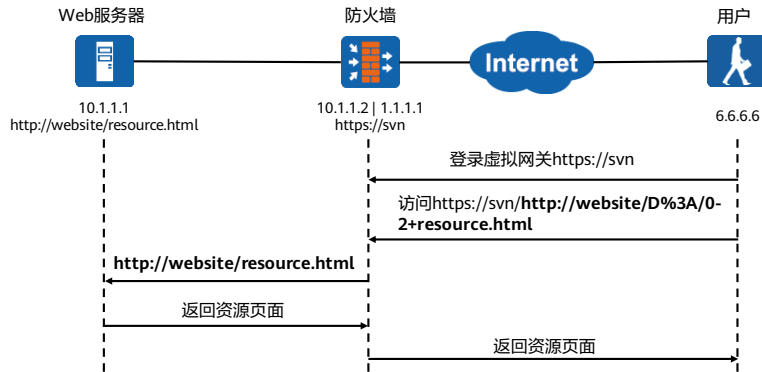 Web服务器
防火墙
用户
Internet
10.1.1.1
http://website/resource.html
10.1.1.2 | 1.1.1.1
https://svn
6.6.6.6
登录虚拟网关https://svn
访问https://svn/http://website/D%3A/0-
2+resource.html
http://website/resource.html
返回资源页面
返回资源页面